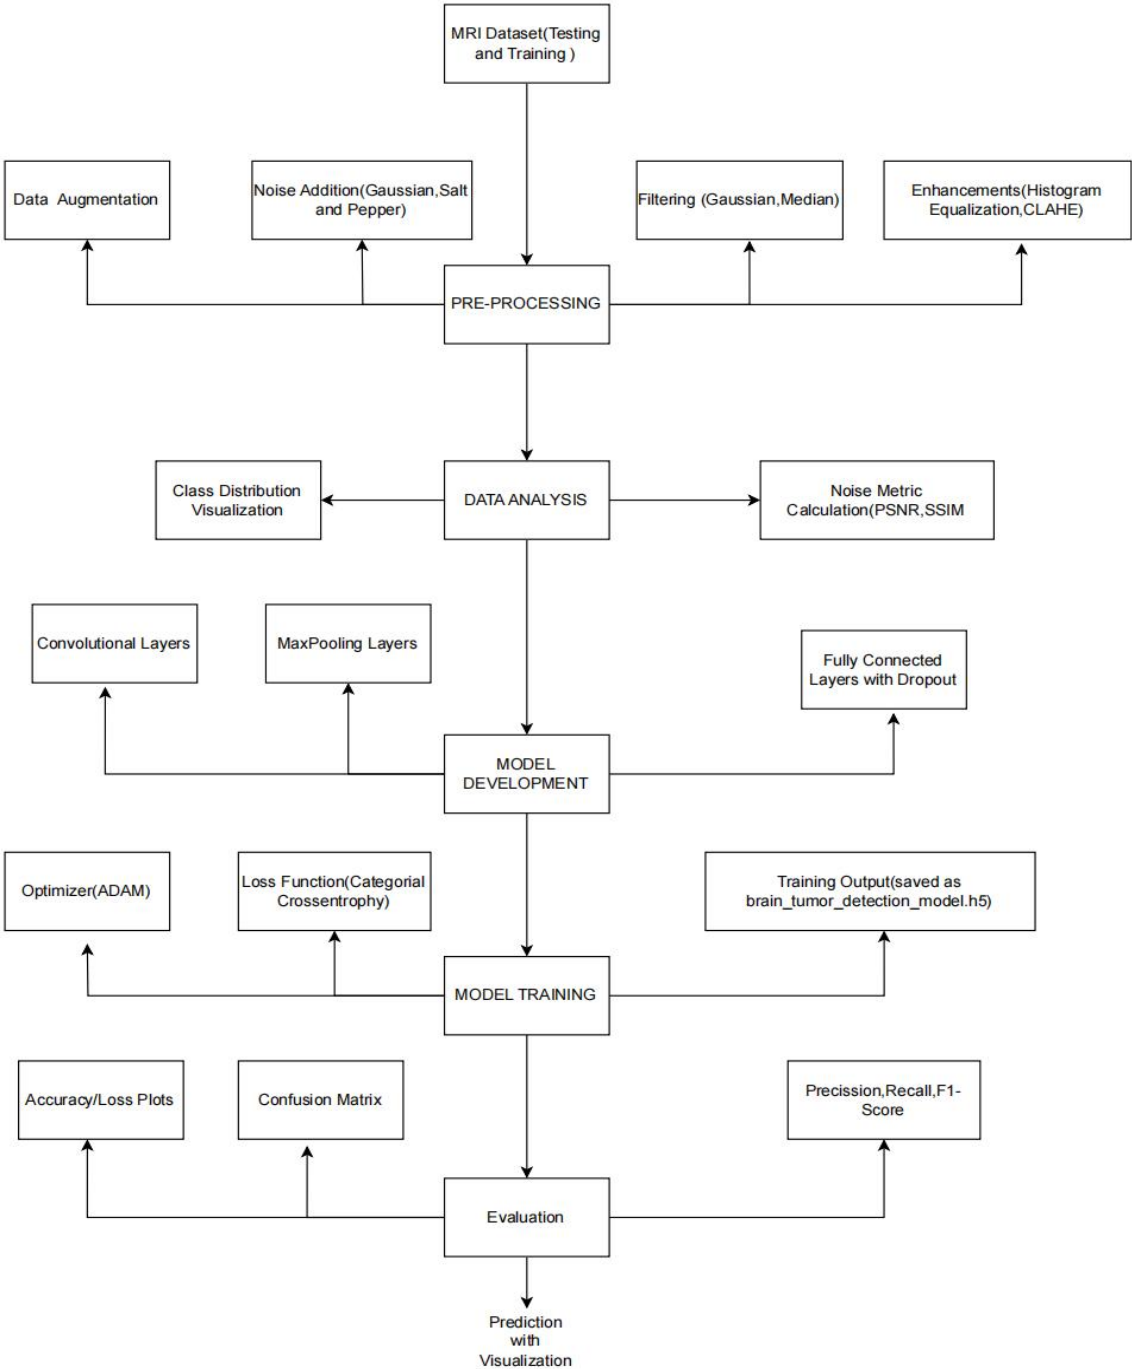 MRI Dataset(Testing
and Training )
Data  Augmentation
Noise Addition(Gaussian,Salt
and Pepper)
Filtering (Gaussian,Median)
Enhancements(Histogram
Equalization,CLAHE)
PRE-PROCESSING
Class Distribution
Visualization
DATA ANALYSIS
Noise Metric
Calculation(PSNR,SSIM
Convolutional Layers
MaxPooling Layers
Fully Connected
Layers with Dropout
MODEL
DEVELOPMENT
Optimizer(ADAM)
Loss Function(Categorial
Crossentrophy)
Training Output(saved as
brain_tumor_detection_model.h5)
MODEL TRAINING
Accuracy/Loss Plots
Confusion Matrix
Precission,Recall,F1-
Score
Evaluation
Prediction
with
Visualization